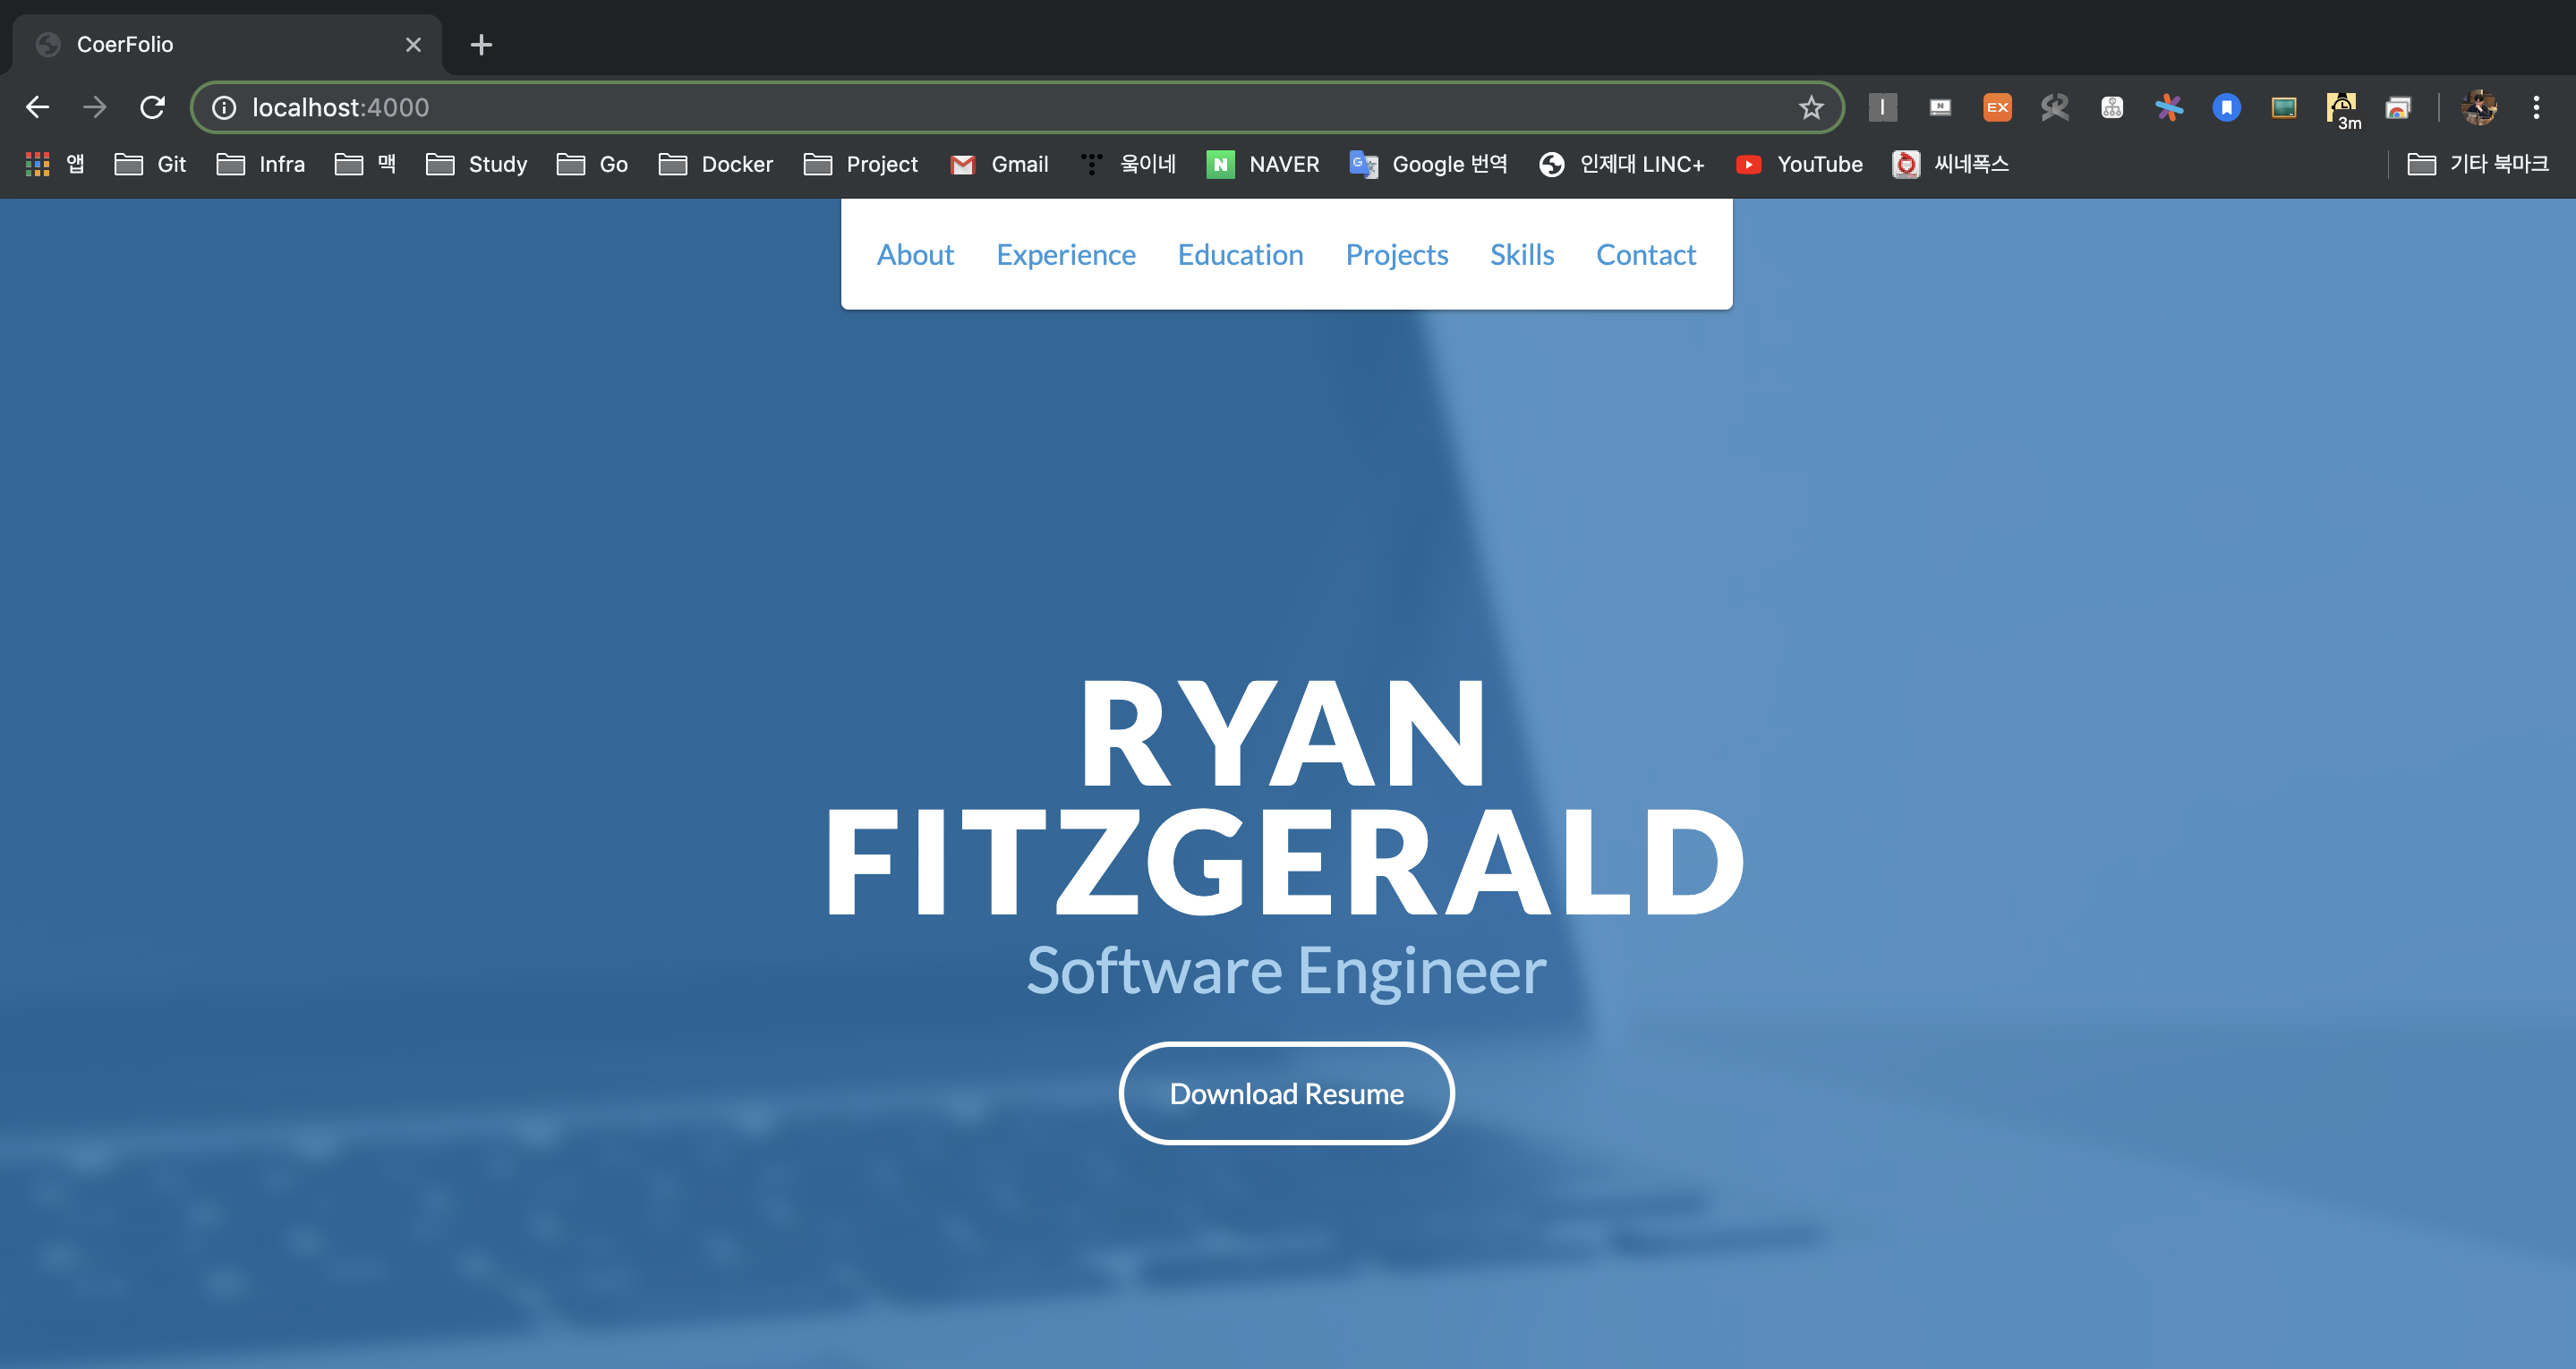 CoerFolio
localhost:4000
EX
3m
앱 Git Infra 맥 Study Go Docker Project Gmail 욬이네 NAVER Google 번역 인제대 LINC+ YouTube 씨네폭스 기타 북마크
About Experience Education Projects Skills Contact
RYAN
FITZGERALD
Software Engineer
Download Resume